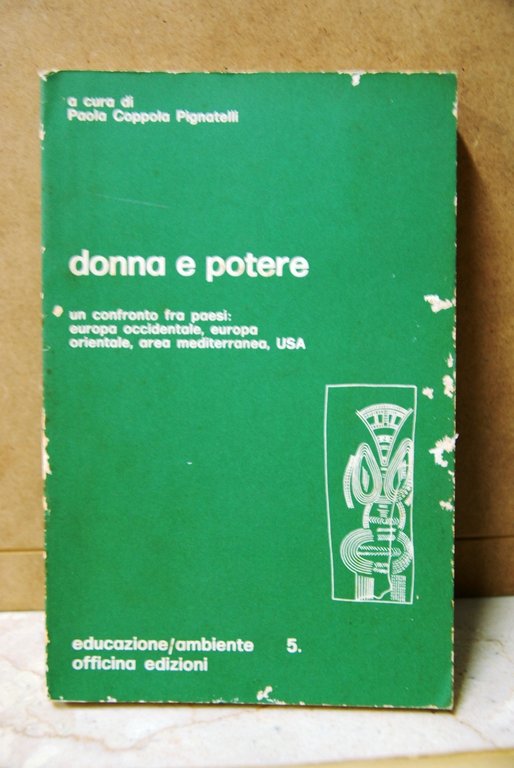 a cura di
Paola Coppola Pignatelli
donna e potere
un confronto fra paesi:
europa occidentale, europa
orientale, area mediterranea, USA
educazione/ambiente 5.
officina edizioni